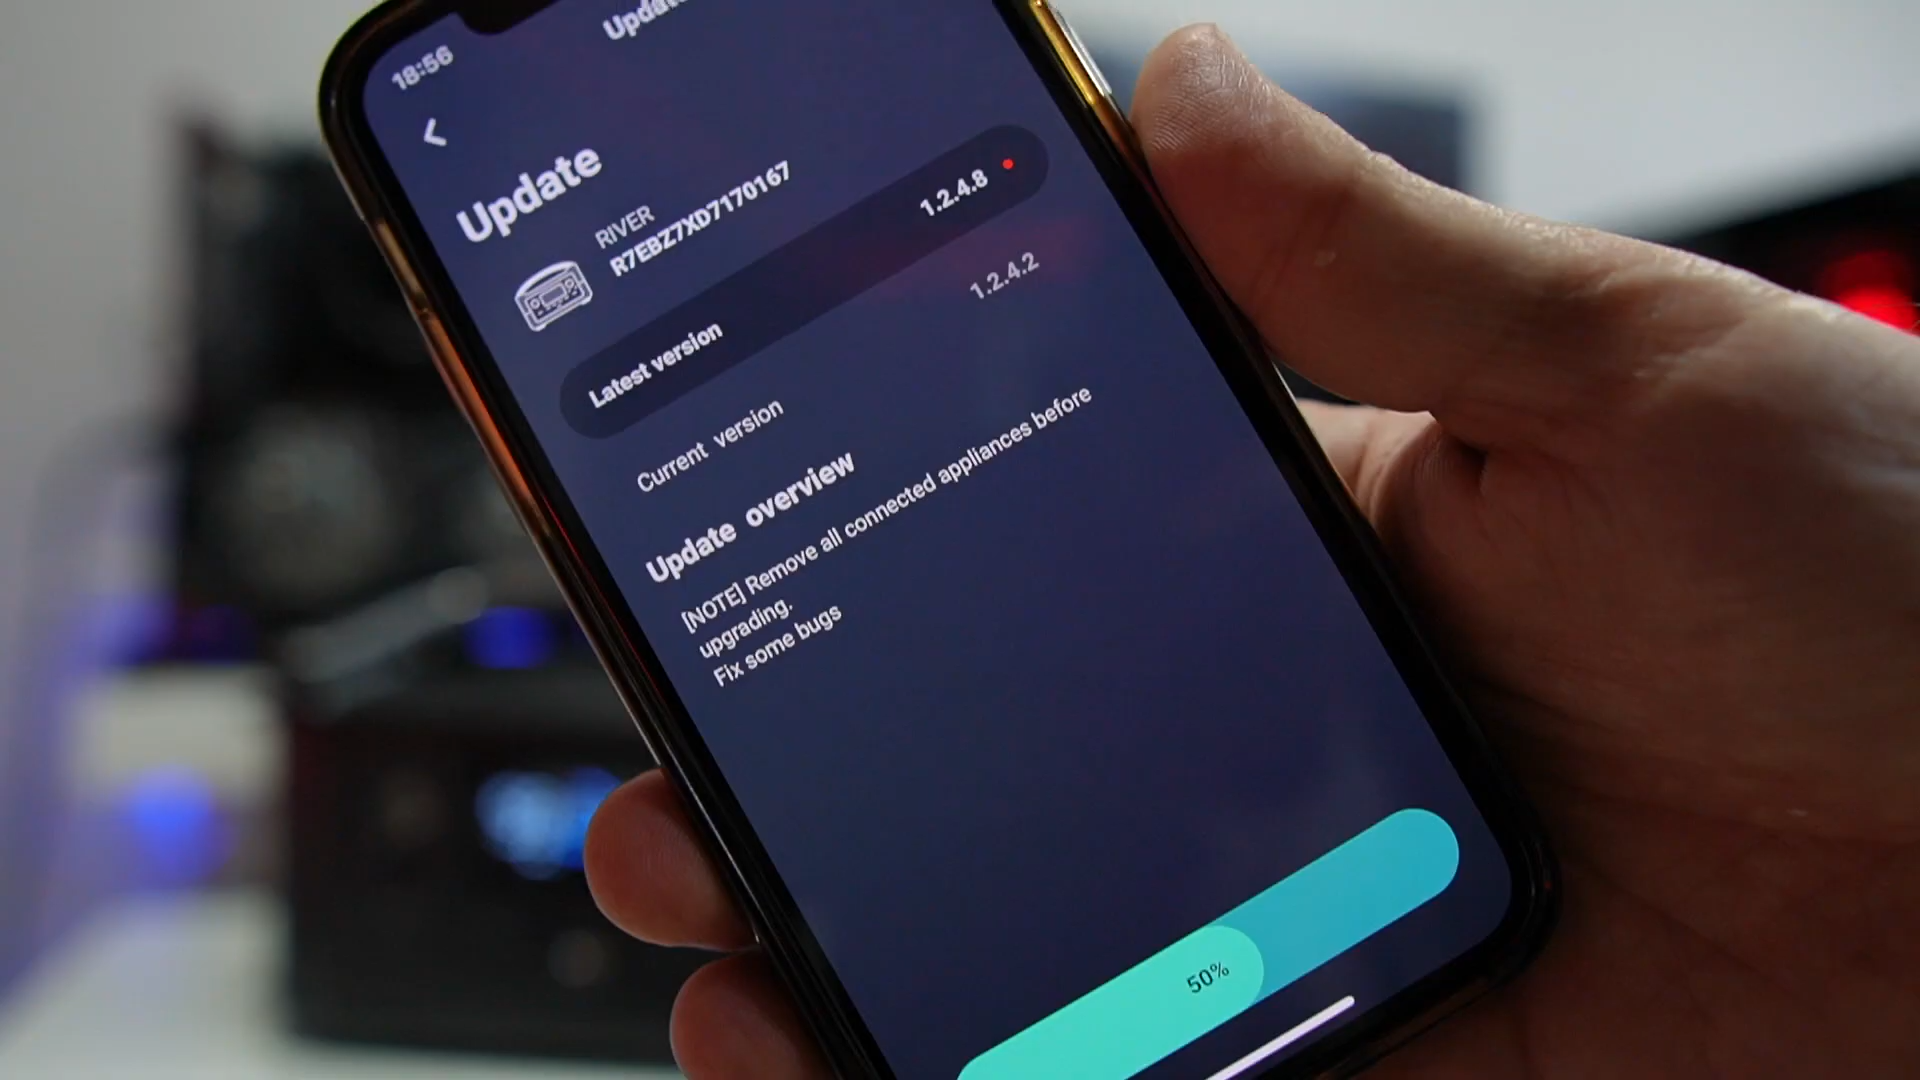 18:56
Update
Update
RIVER
R7EBZ7XD7170167
Latest version 1.2.4.8
Current version 1.2.4.2
Update overview
[NOTE] Remove all connected appliances before
upgrading.
Fix some bugs
50%